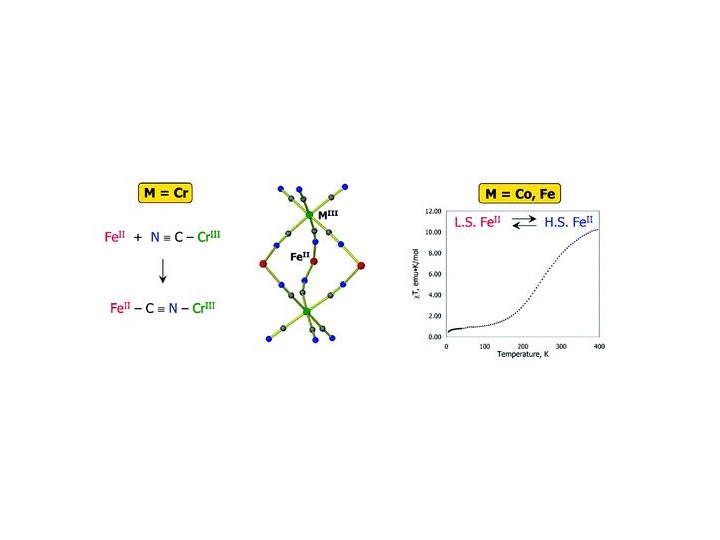 M = Cr
Fe^II + N ≡ C – Cr^III
Fe^II – C ≡ N – Cr^III
M^III
Fe^II
M = Co, Fe
L.S. Fe^II ⇌ H.S. Fe^II
12.00
10.00
8.00
6.00
4.00
2.00
0.00
χT, emu•K/mol
0 100 200 300 400
Temperature, K